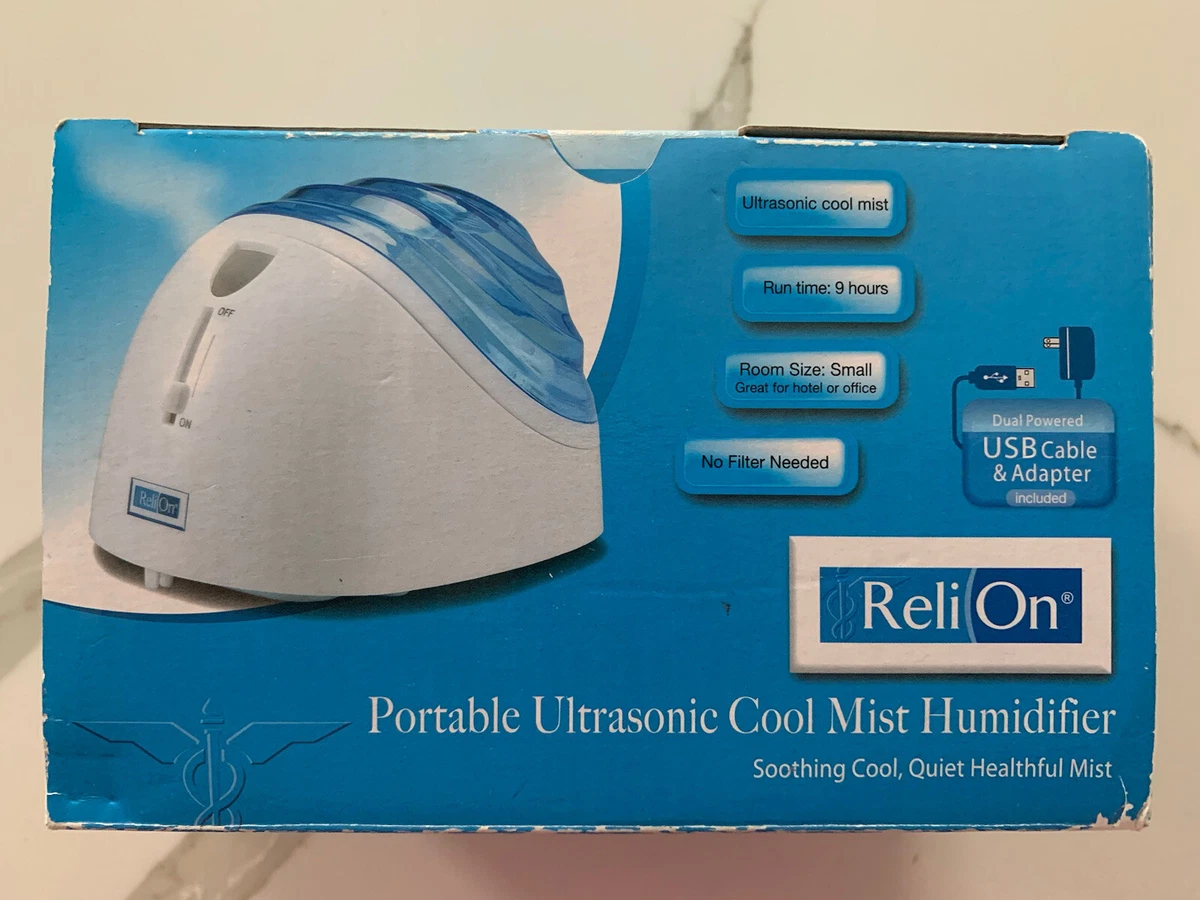 OFF
ON
ReliOn®
Ultrasonic cool mist
Run time: 9 hours
Room Size: Small
Great for hotel or office
No Filter Needed
Dual Powered
USB Cable
& Adapter
included
ReliOn®
Portable Ultrasonic Cool Mist Humidifier
Soothing Cool, Quiet Healthful Mist